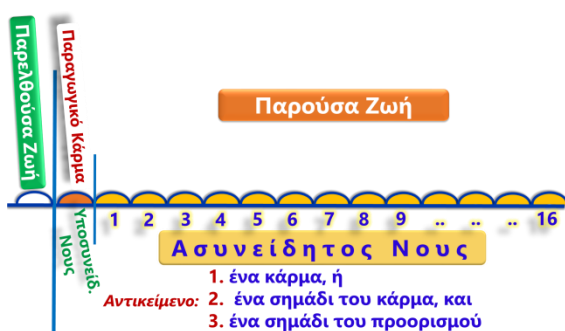 Παρελθούσα Ζωή
Παραγωγικό Κάρμα
Παρούσα Ζωή
Υποσυνείδ.
Νους
1 2 3 4 5 6 7 8 9 .. .. .. 16
Ασυνείδητος Νους
Αντικείμενο:
1. ένα κάρμα, ή
2. ένα σημάδι του κάρμα, και
3. ένα σημάδι του προορισμού